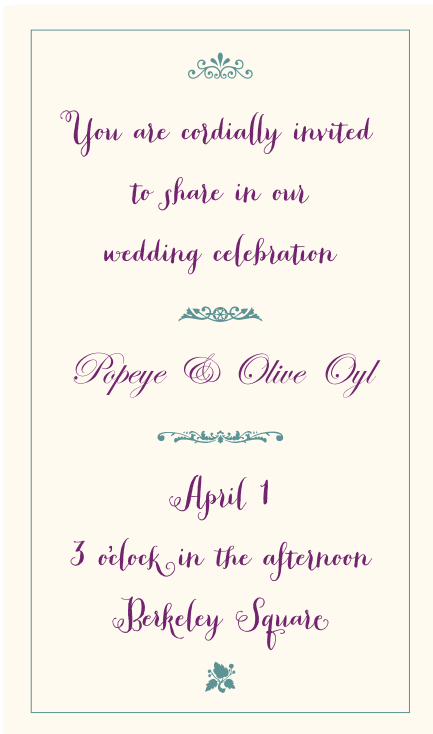 You are cordially invited
to share in our
wedding celebration
Popeye & Olive Oyl
April 1
3 o'clock in the afternoon
Berkeley Square